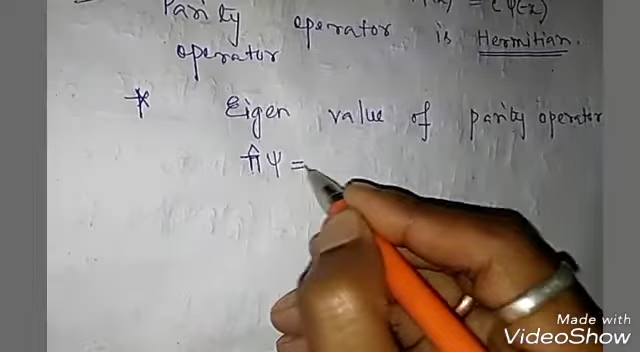 ψ(-x)
Parity operator is Hermitian.
operator
* Eigen value of parity operator
π̂ψ =
Made with
VideoShow